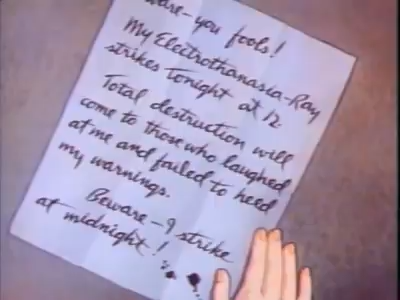 ware-you fools!
My Electrothanasia-Ray
strikes Tonight at 12
Total destruction will
come to those who laughed
at me and failed to heed
my warnings.
Beware-I strike
at midnight!